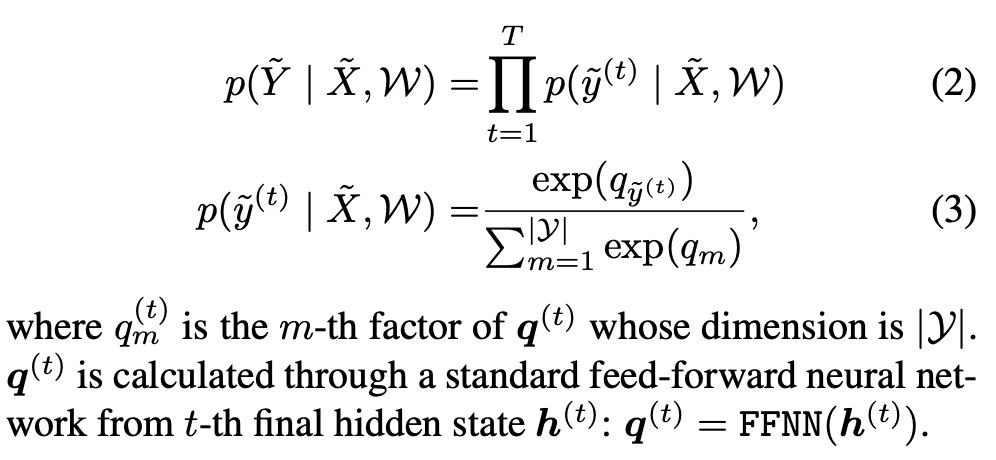 p(Ỹ | X̃, 𝒲) = ∏_{t=1}^{T} p(ỹ^{(t)} | X̃, 𝒲) (2)
p(ỹ^{(t)} | X̃, 𝒲) = exp(q_{ỹ^{(t)}}) / ∑_{m=1}^{|𝒴|} exp(q_m), (3)
where q_m^{(t)} is the m-th factor of q^{(t)} whose dimension is |𝒴|.
q^{(t)} is calculated through a standard feed-forward neural net-
work from t-th final hidden state h^{(t)}: q^{(t)} = FFNN(h^{(t)}).